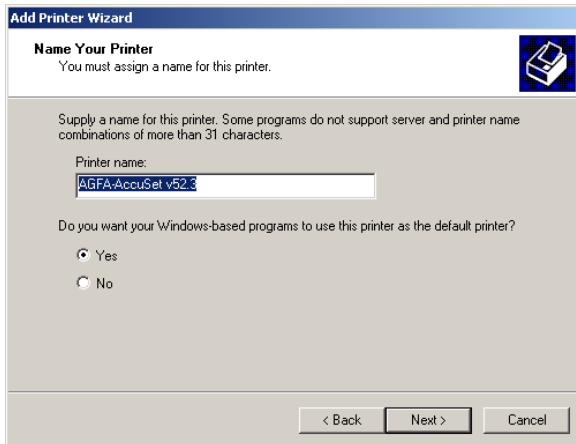 Add Printer Wizard
Name Your Printer
You must assign a name for this printer.
Supply a name for this printer. Some programs do not support server and printer name
combinations of more than 31 characters.
Printer name:
AGFA-AccuSet v52.3
Do you want your Windows-based programs to use this printer as the default printer?
Yes
No
< Back Next > Cancel